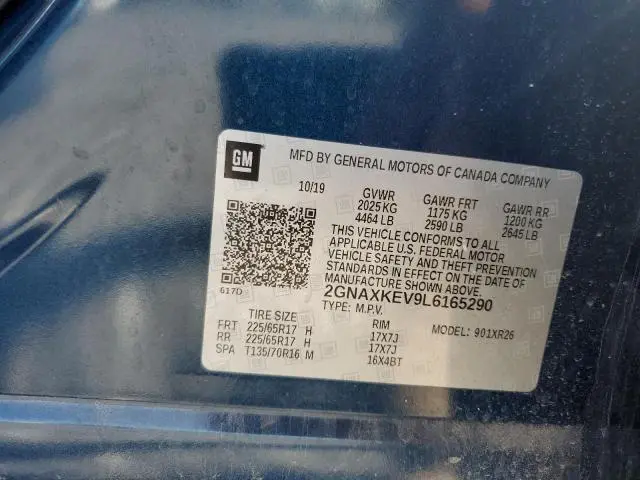 GM
MFD BY GENERAL MOTORS OF CANADA COMPANY
10/19 GVWR GAWR FRT GAWR RR
2025 KG 1175 KG 1200 KG
4464 LB 2590 LB 2645 LB
THIS VEHICLE CONFORMS TO ALL
APPLICABLE U.S. FEDERAL MOTOR
VEHICLE SAFETY AND THEFT PREVENTION
STANDARDS IN EFFECT ON THE DATE OF
MANUFACTURE SHOWN ABOVE.
617D 2GNAXKEV9L6165290
TYPE: M.P.V.
TIRE SIZE RIM MODEL: 901XR26
FRT 225/65R17 H 17X7J
RR 225/65R17 H 17X7J
SPA T135/70R16 M 16X4BT